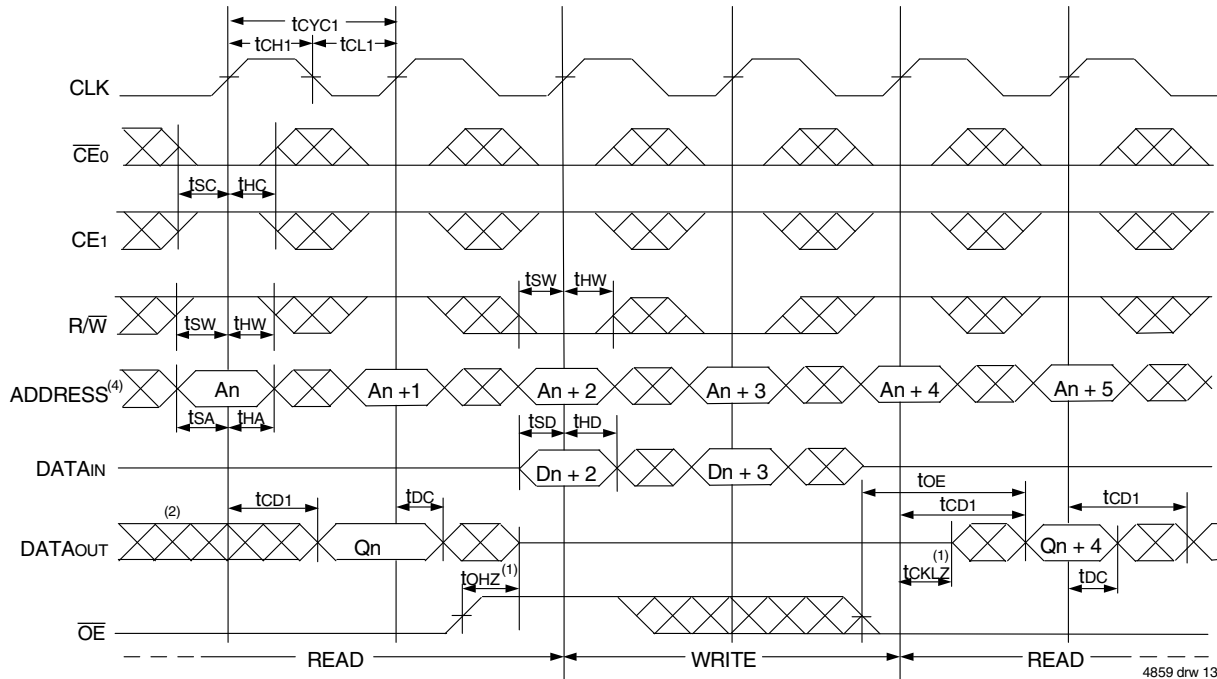 tCYC1
tCH1 tCL1
CLK
CE0
tSC tHC
CE1
tSW tHW
R/W
tSW tHW
ADDRESS(4) An An + 1 An + 2 An + 3 An + 4 An + 5
tSA tHA
tSD tHD
DATAIN Dn + 2 Dn + 3
tOE
tCD1 tDC tCD1 tCD1
(2)
DATAOUT Qn Qn + 4
tOHZ(1) tCKLZ(1) tDC
OE
READ WRITE READ
4859 drw 13